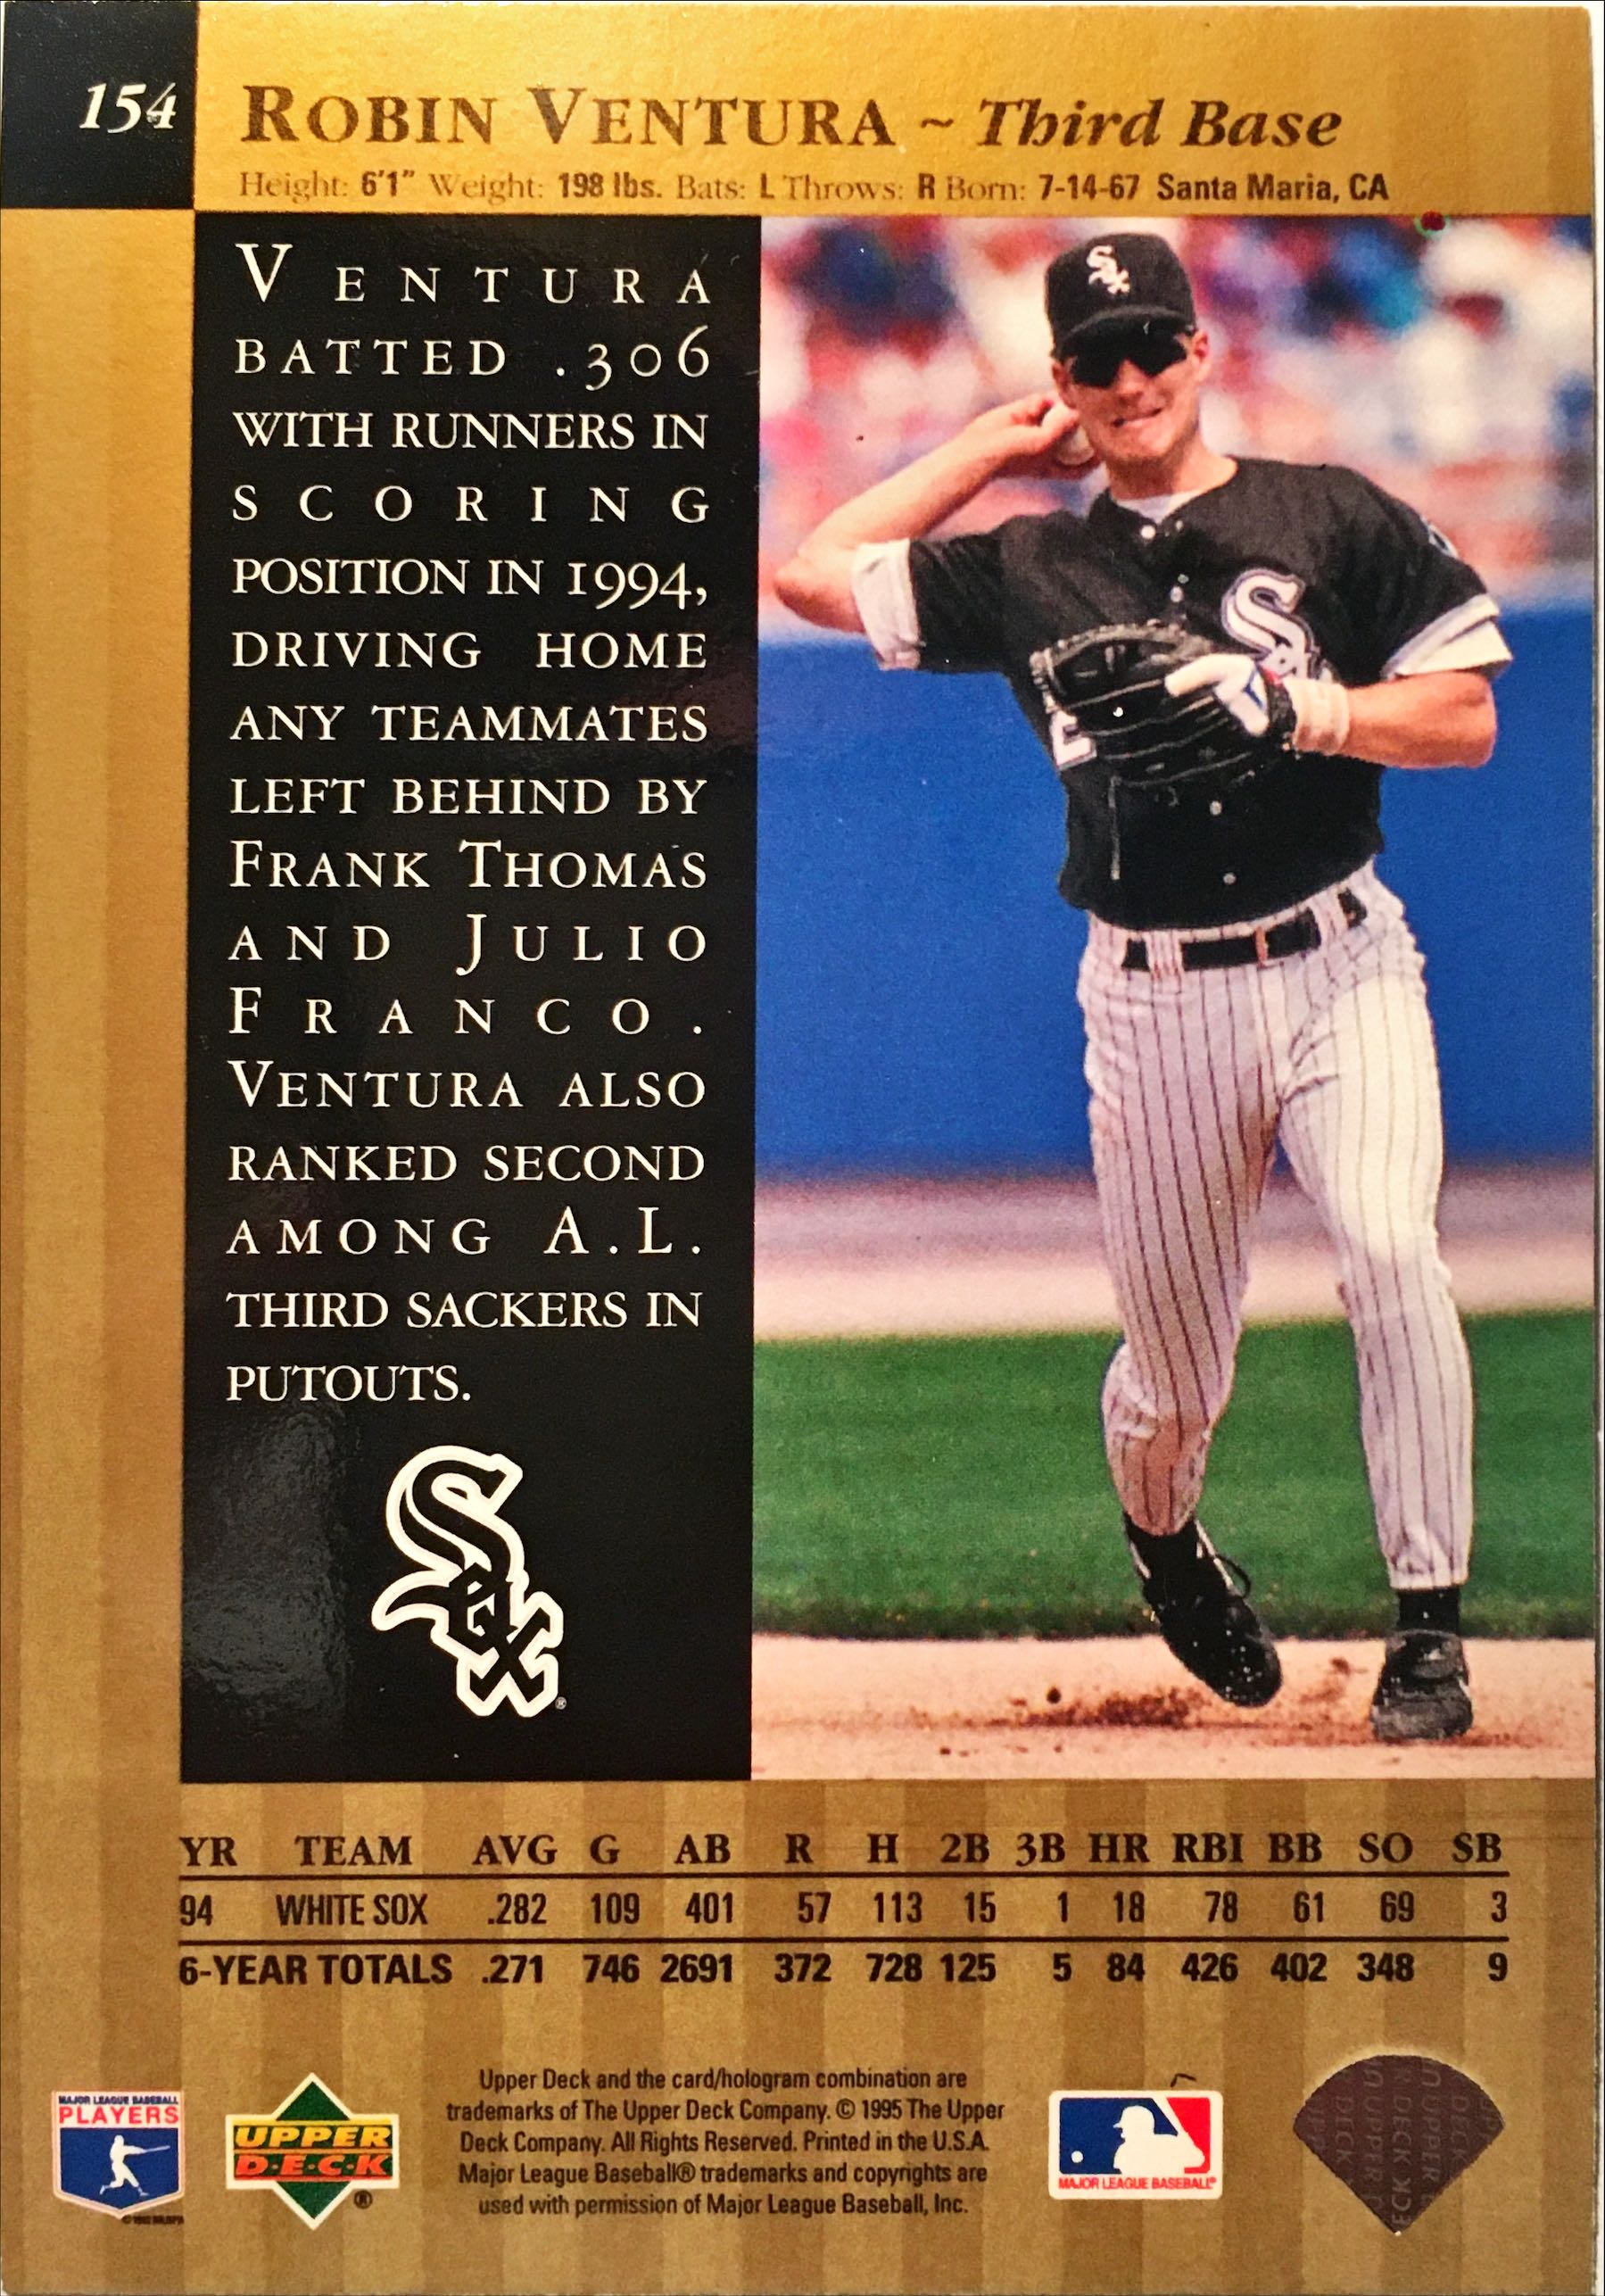 154
ROBIN VENTURA ~ Third Base
Height: 6'1" Weight: 198 lbs. Bats: L Throws: R Born: 7-14-67 Santa Maria, CA
VENTURA
BATTED .306
WITH RUNNERS IN
SCORING
POSITION IN 1994,
DRIVING HOME
ANY TEAMMATES
LEFT BEHIND BY
FRANK THOMAS
AND JULIO
FRANCO.
VENTURA ALSO
RANKED SECOND
AMONG A.L.
THIRD SACKERS IN
PUTOUTS.
Sox
Sox
Sox®
YR TEAM AVG G AB R H 2B 3B HR RBI BB SO SB
94 WHITE SOX .282 109 401 57 113 15 1 18 78 61 69 3
6-YEAR TOTALS .271 746 2691 372 728 125 5 84 426 402 348 9
MAJOR LEAGUE BASEBALL
PLAYERS
UPPER
D·E·C·K
®
Upper Deck and the card/hologram combination are
trademarks of The Upper Deck Company. © 1995 The Upper
Deck Company. All Rights Reserved. Printed in the U.S.A.
Major League Baseball® trademarks and copyrights are
used with permission of Major League Baseball, Inc.
MAJOR LEAGUE BASEBALL®